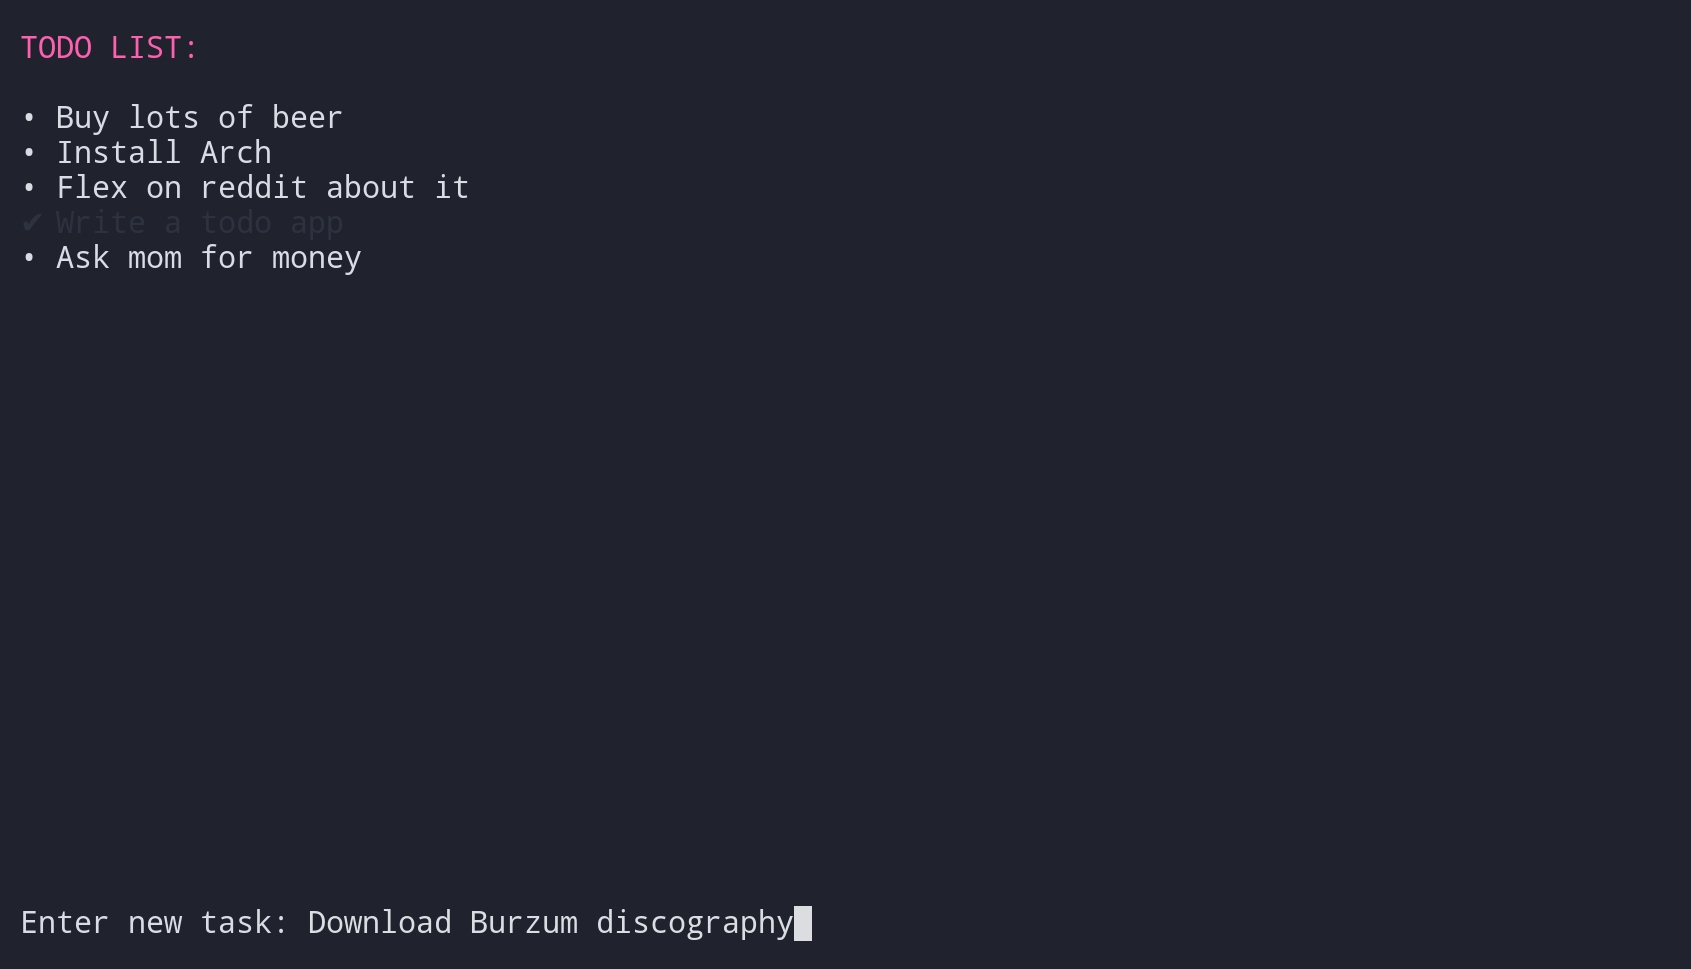 TODO LIST:
• Buy lots of beer
• Install Arch
• Flex on reddit about it
✔ Write a todo app
• Ask mom for money
Enter new task: Download Burzum discography